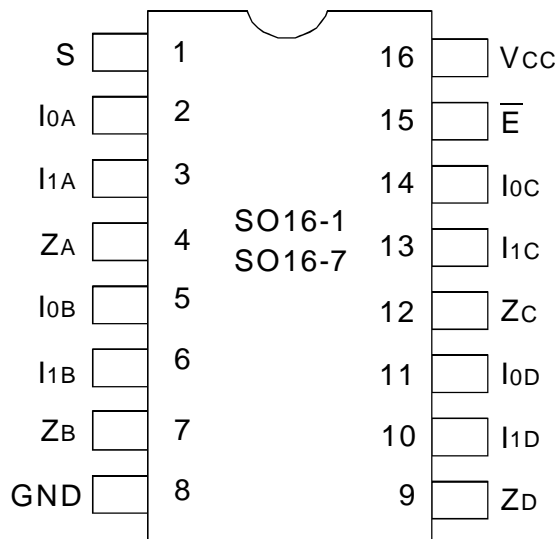 S 1 16 VCC
I0A 2 15 E̅
I1A 3 14 I0C
ZA 4 13 I1C
SO16-1
SO16-7
I0B 5 12 ZC
I1B 6 11 I0D
ZB 7 10 I1D
GND 8 9 ZD